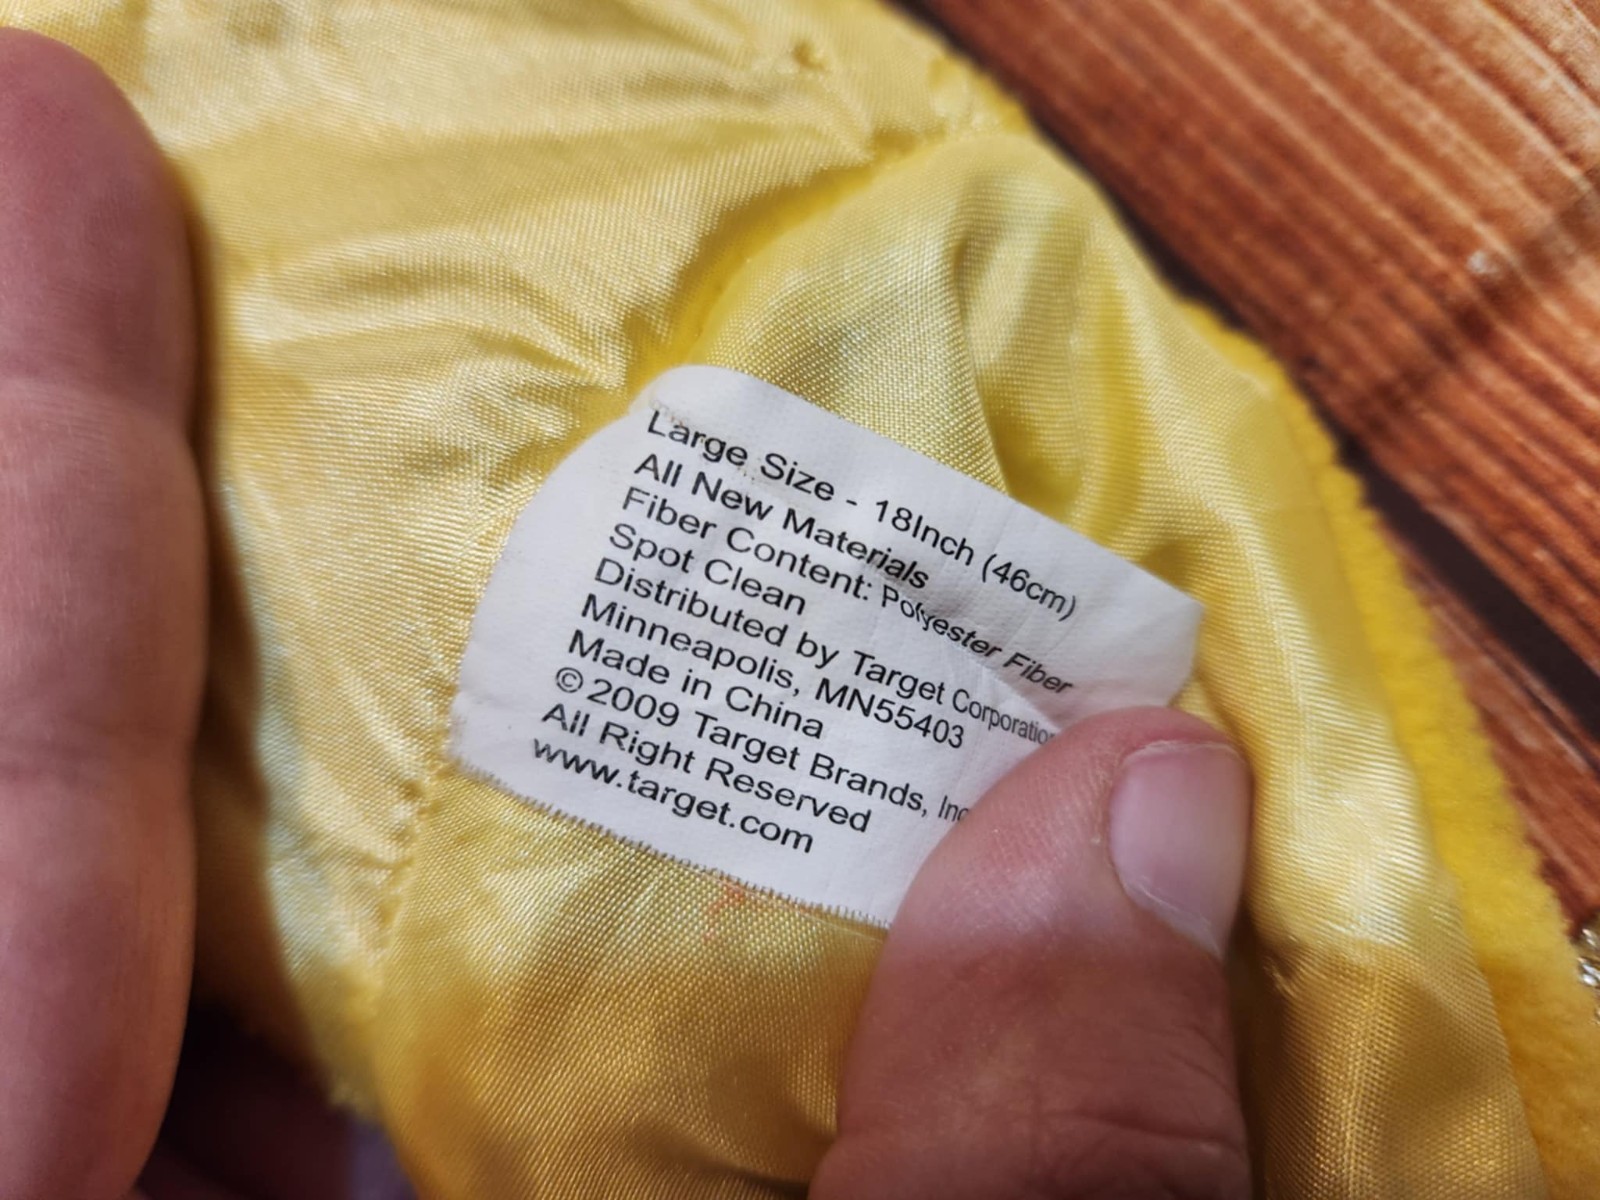 Large Size - 18Inch (46cm)
All New Materials
Fiber Content: Polyester Fiber
Spot Clean
Distributed by Target Corporatio
Minneapolis, MN55403
Made in China
© 2009 Target Brands, Inc
All Right Reserved
www.target.com